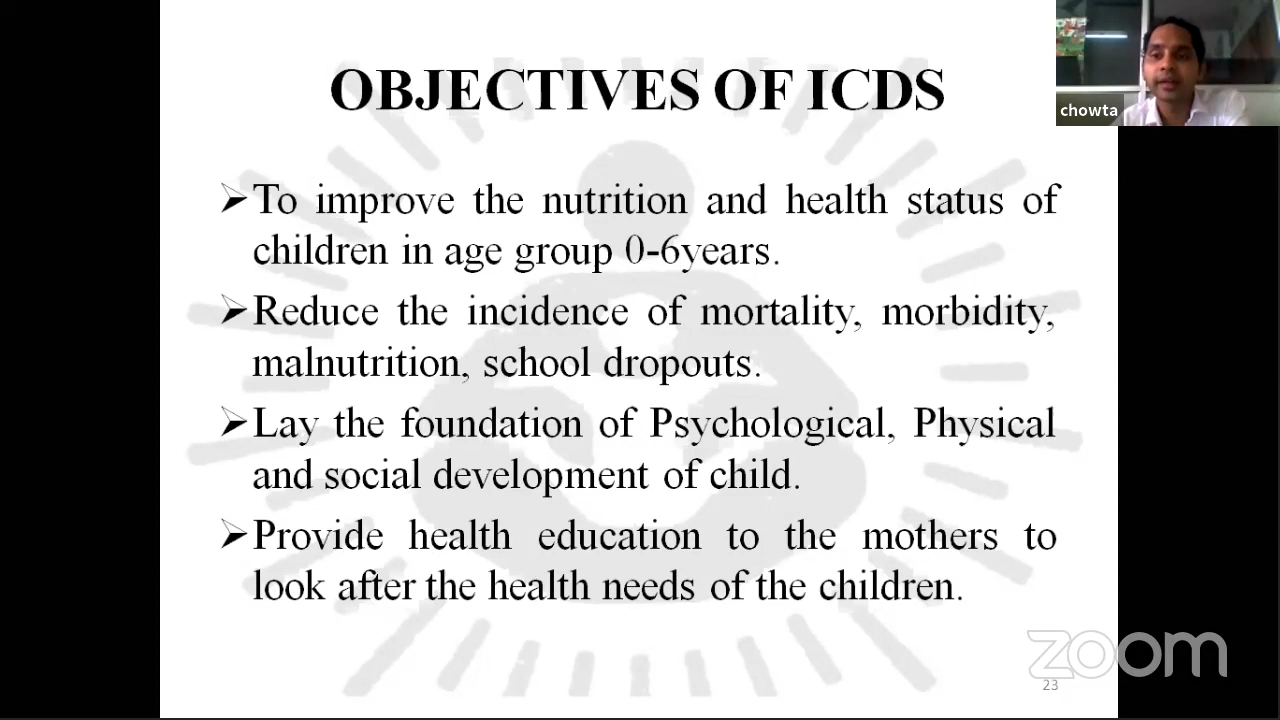 OBJECTIVES OF ICDS
chowta
➢To improve the nutrition and health status of
children in age group 0-6years.
➢Reduce the incidence of mortality, morbidity,
malnutrition, school dropouts.
➢Lay the foundation of Psychological, Physical
and social development of child.
➢Provide health education to the mothers to
look after the health needs of the children.
zoom
23